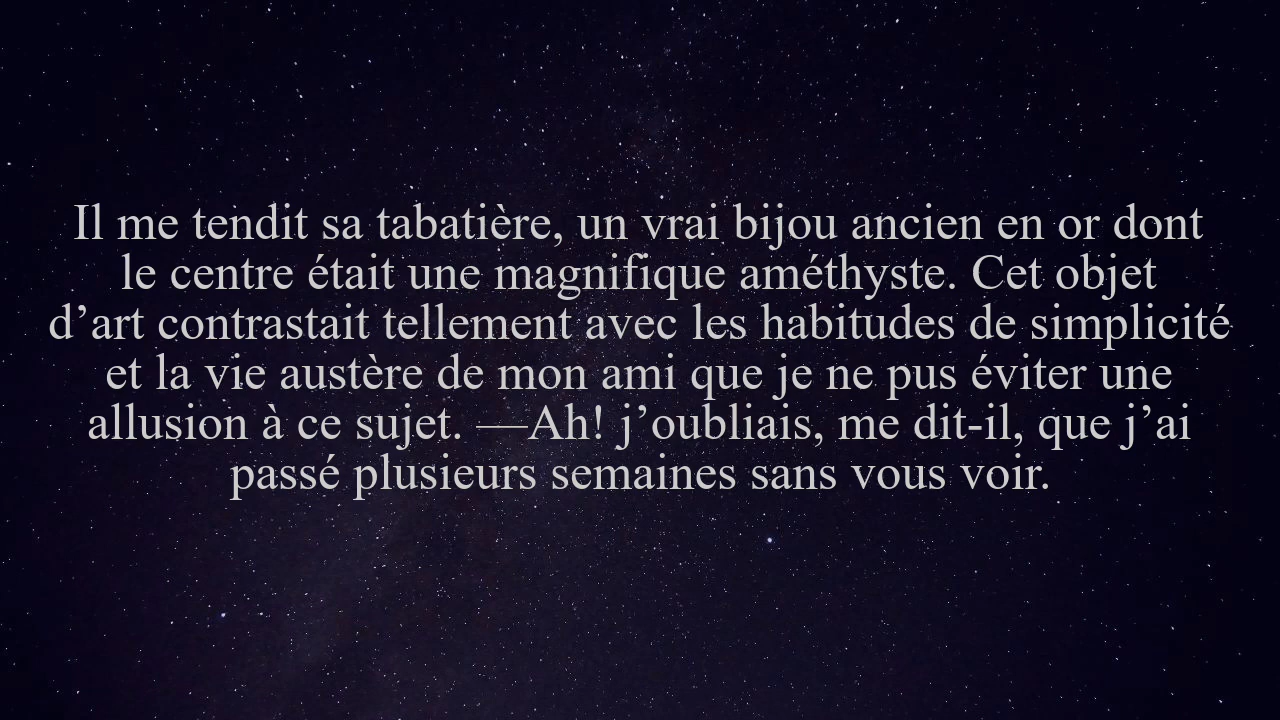 Il me tendit sa tabatière, un vrai bijou ancien en or dont
le centre était une magnifique améthyste. Cet objet
d’art contrastait tellement avec les habitudes de simplicité
et la vie austère de mon ami que je ne pus éviter une
allusion à ce sujet. —Ah! j’oubliais, me dit-il, que j’ai
passé plusieurs semaines sans vous voir.